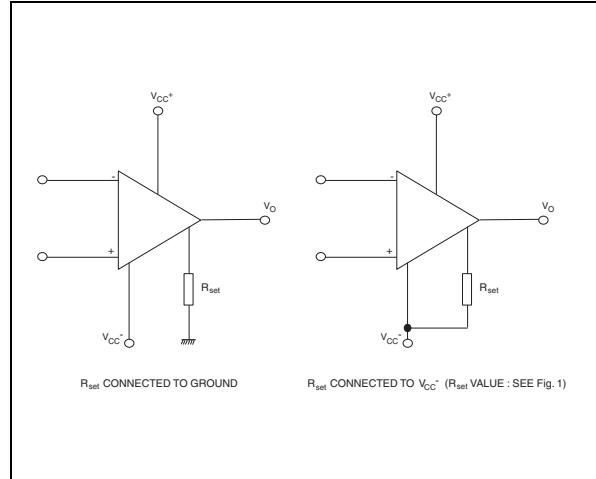 VCC+
-
VO
+
Rset
VCC-
Rset CONNECTED TO GROUND
VCC+
-
VO
+
Rset
VCC-
Rset CONNECTED TO VCC- (Rset VALUE : SEE Fig. 1)